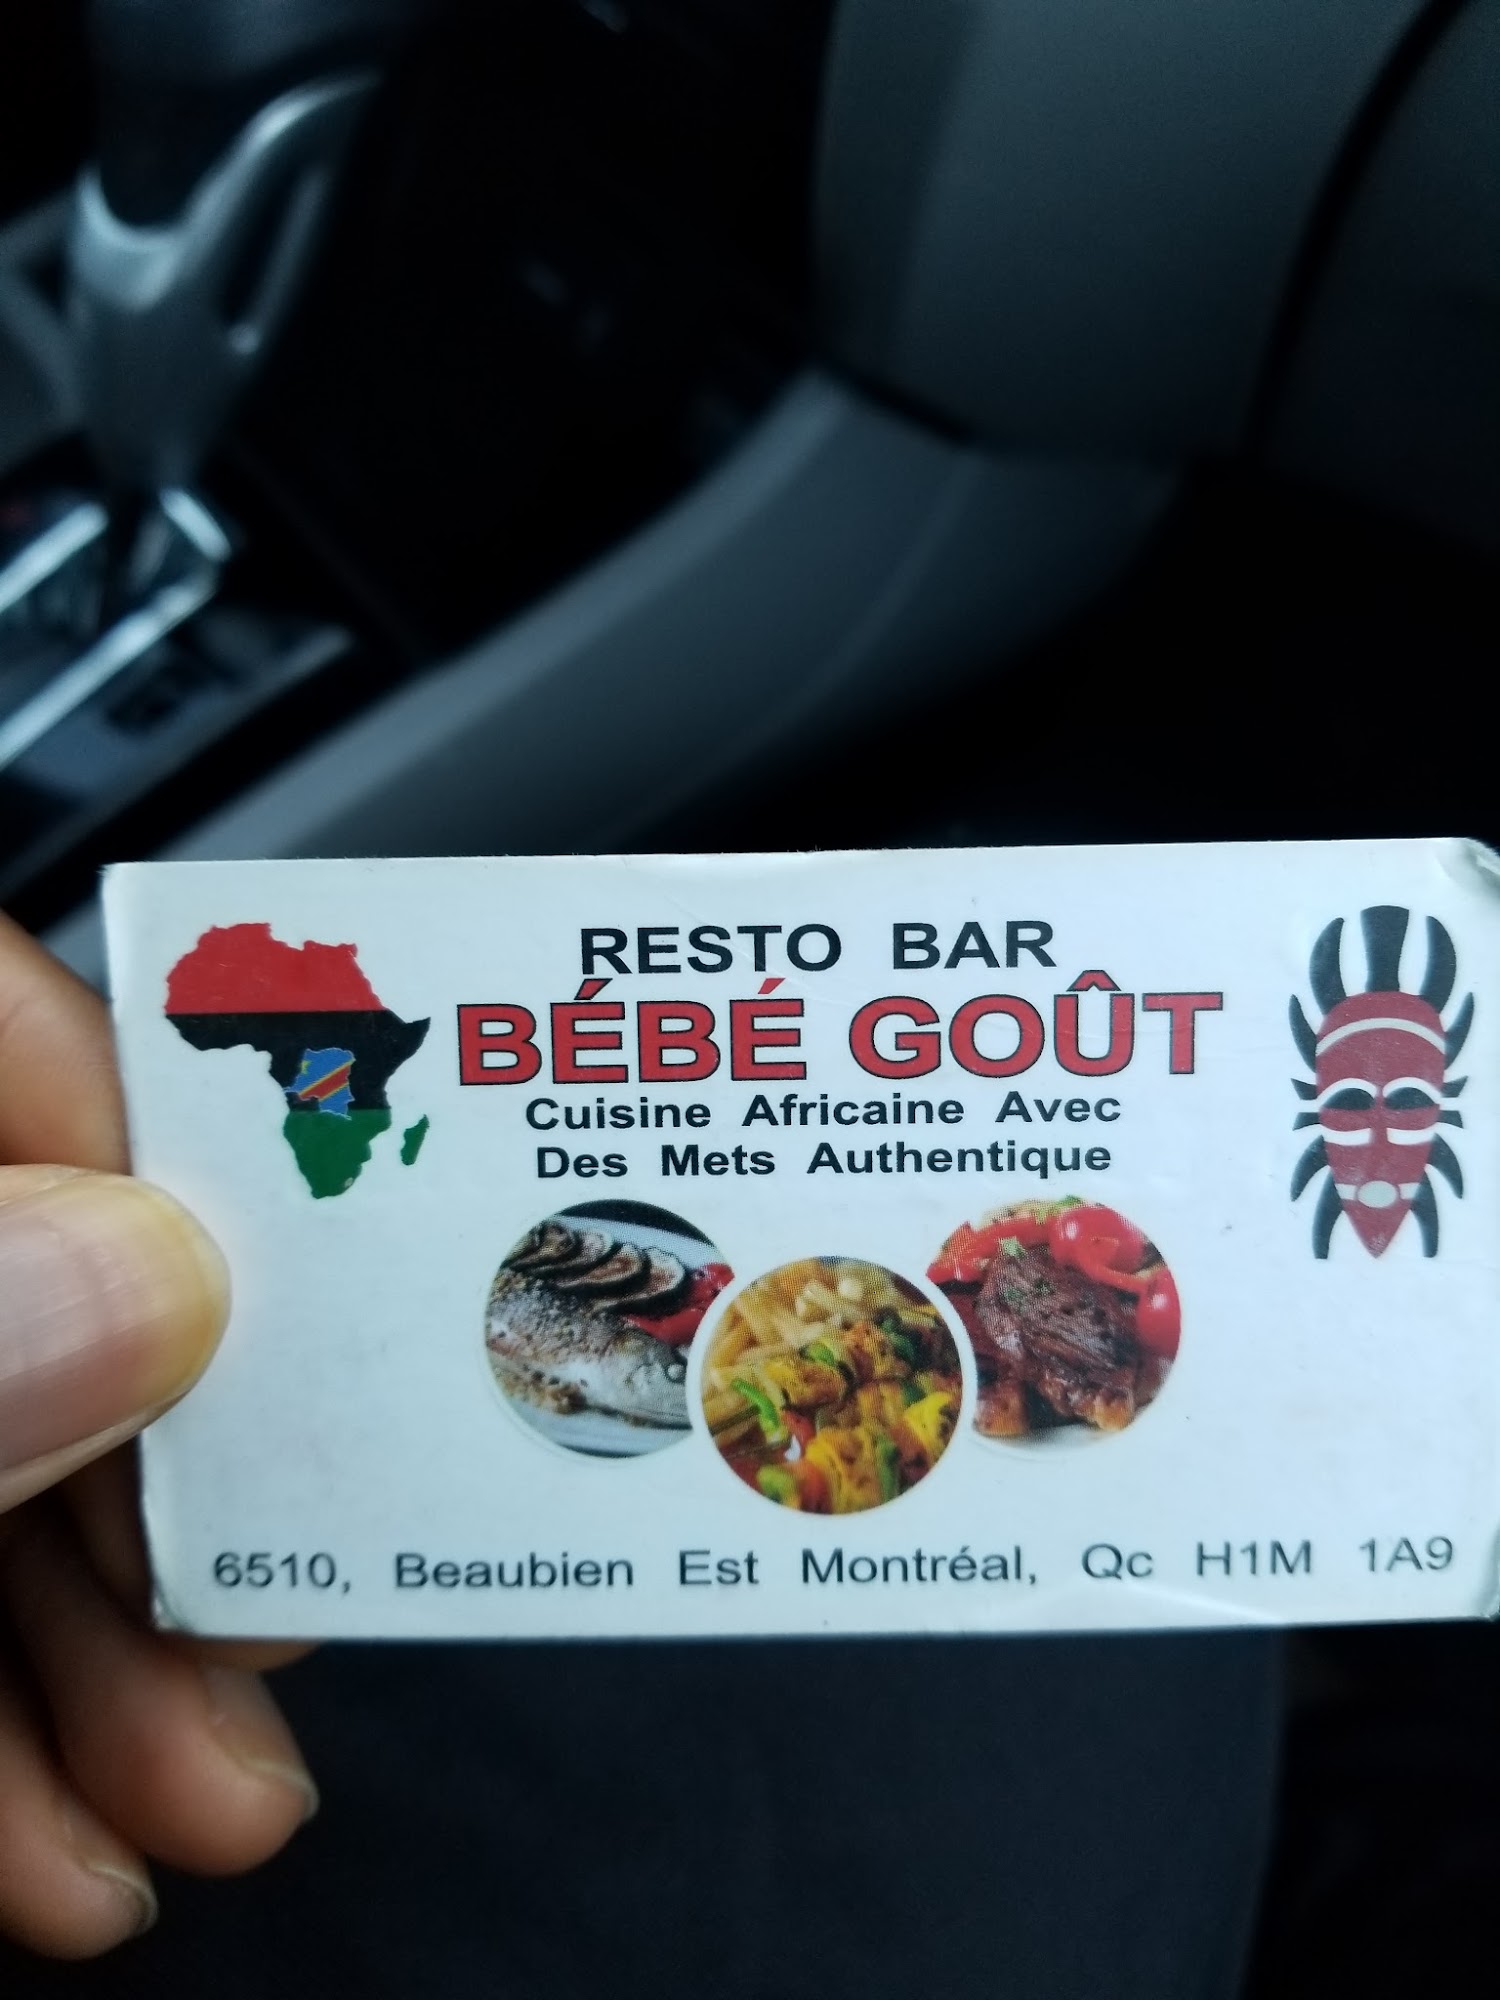 RESTO BAR
BÉBÉ GOÛT
Cuisine Africaine Avec
Des Mets Authentique
6510, Beaubien Est Montréal, Qc H1M 1A9